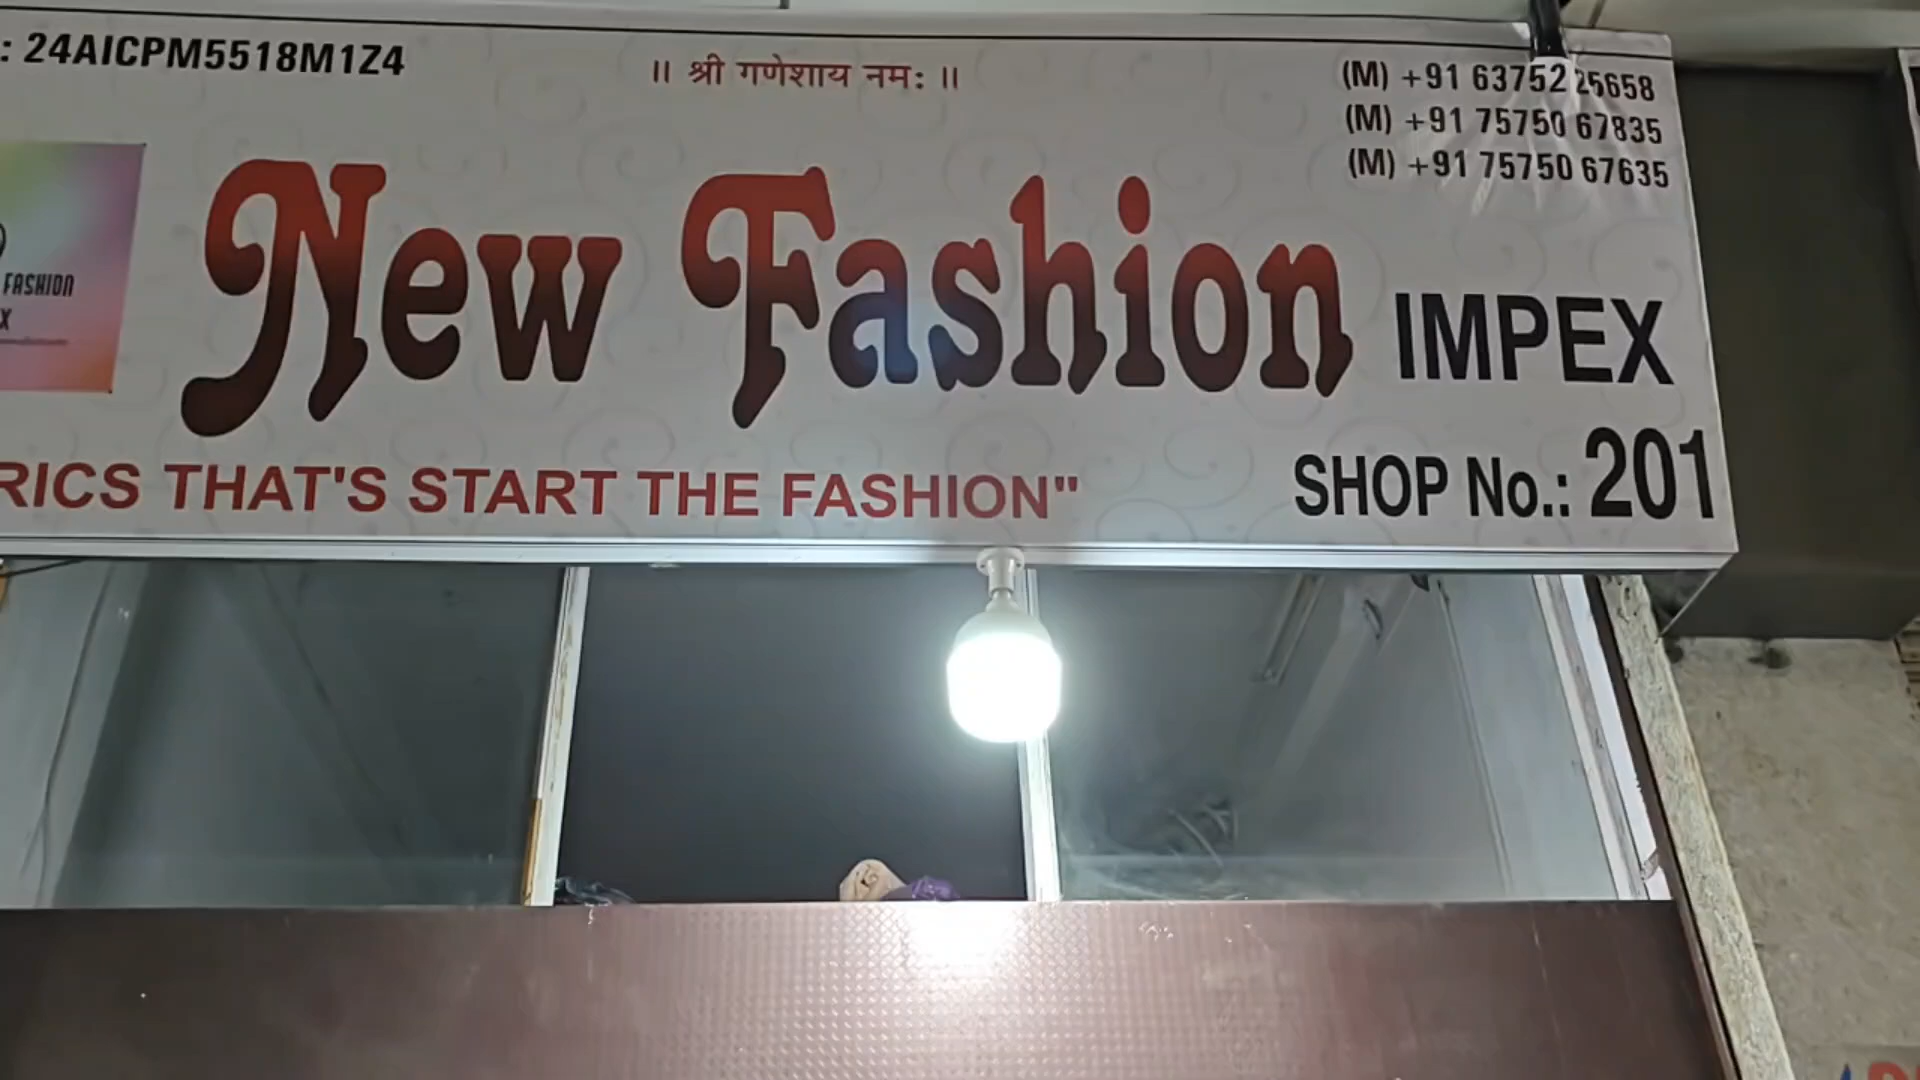 : 24AICPM5518M1Z4
॥ श्री गणेशाय नमः ॥
(M) +91 63752 25658
(M) +91 75750 67835
(M) +91 75750 67635
FASHION
X
New Fashion IMPEX
RICS THAT'S START THE FASHION"
SHOP No.: 201